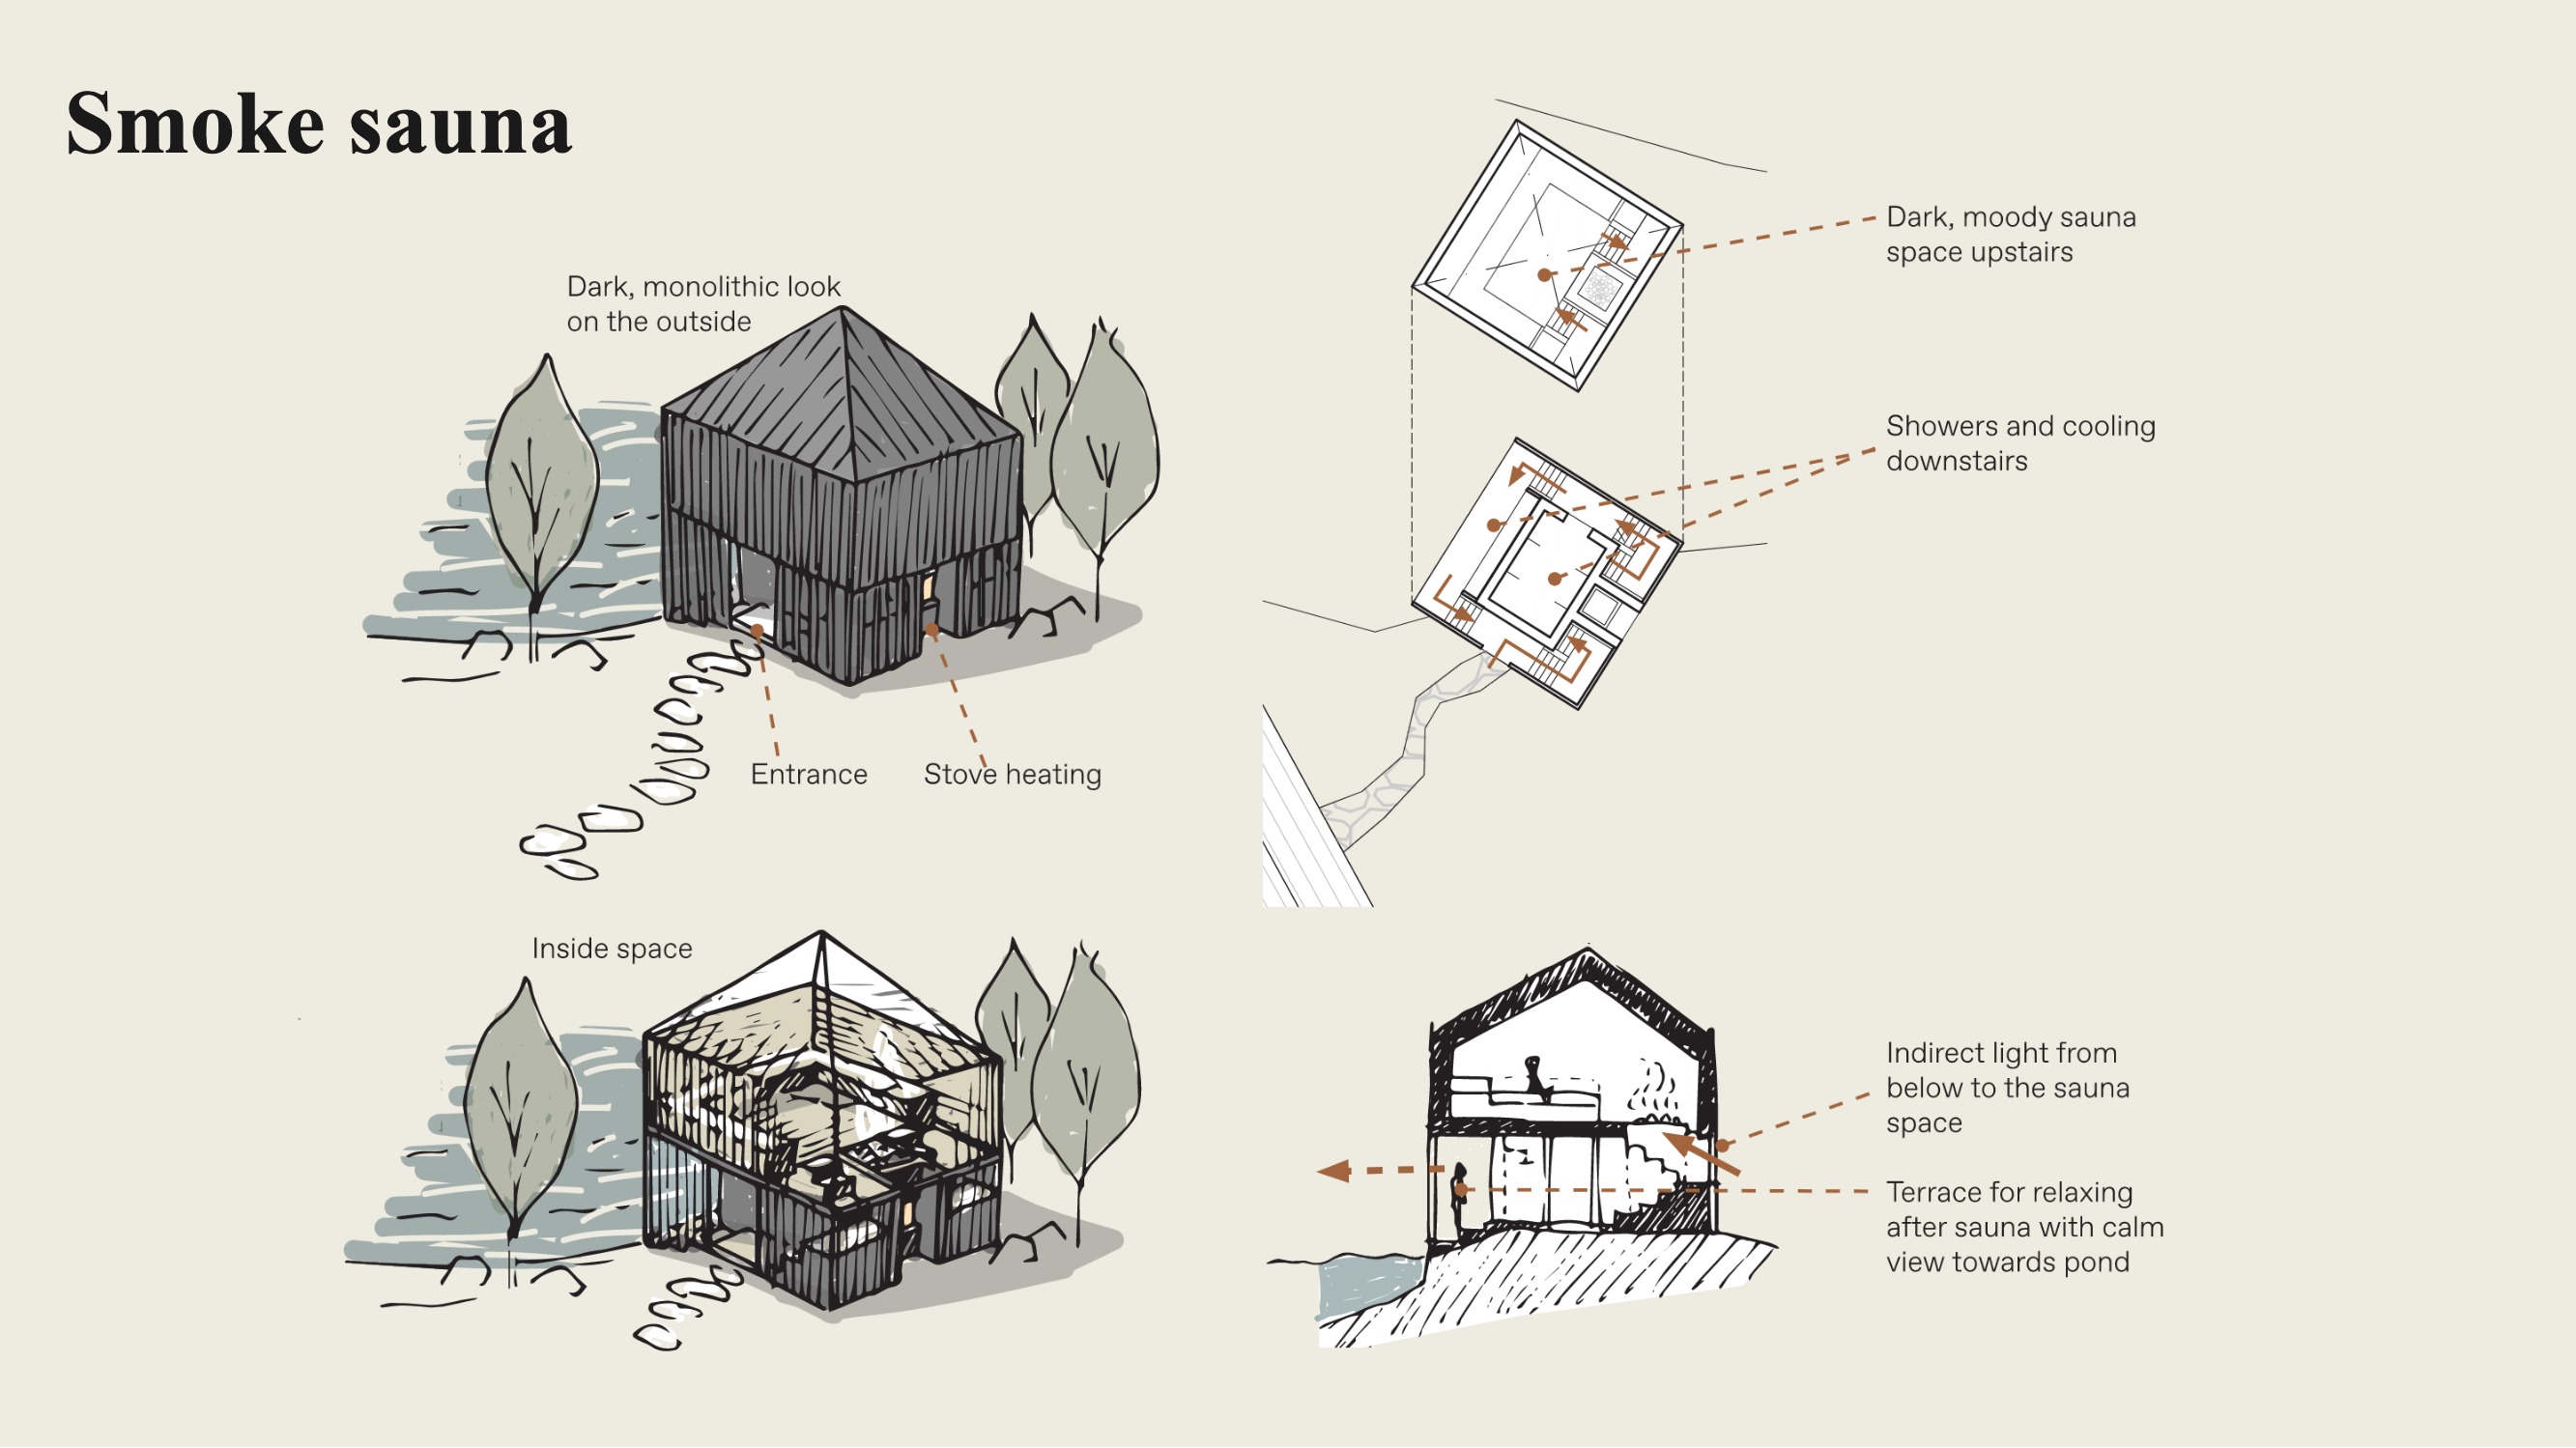 Smoke sauna
Dark, monolithic look
on the outside
Entrance
Stove heating
Dark, moody sauna
space upstairs
Showers and cooling
downstairs
Inside space
Indirect light from
below to the sauna
space
Terrace for relaxing
after sauna with calm
view towards pond